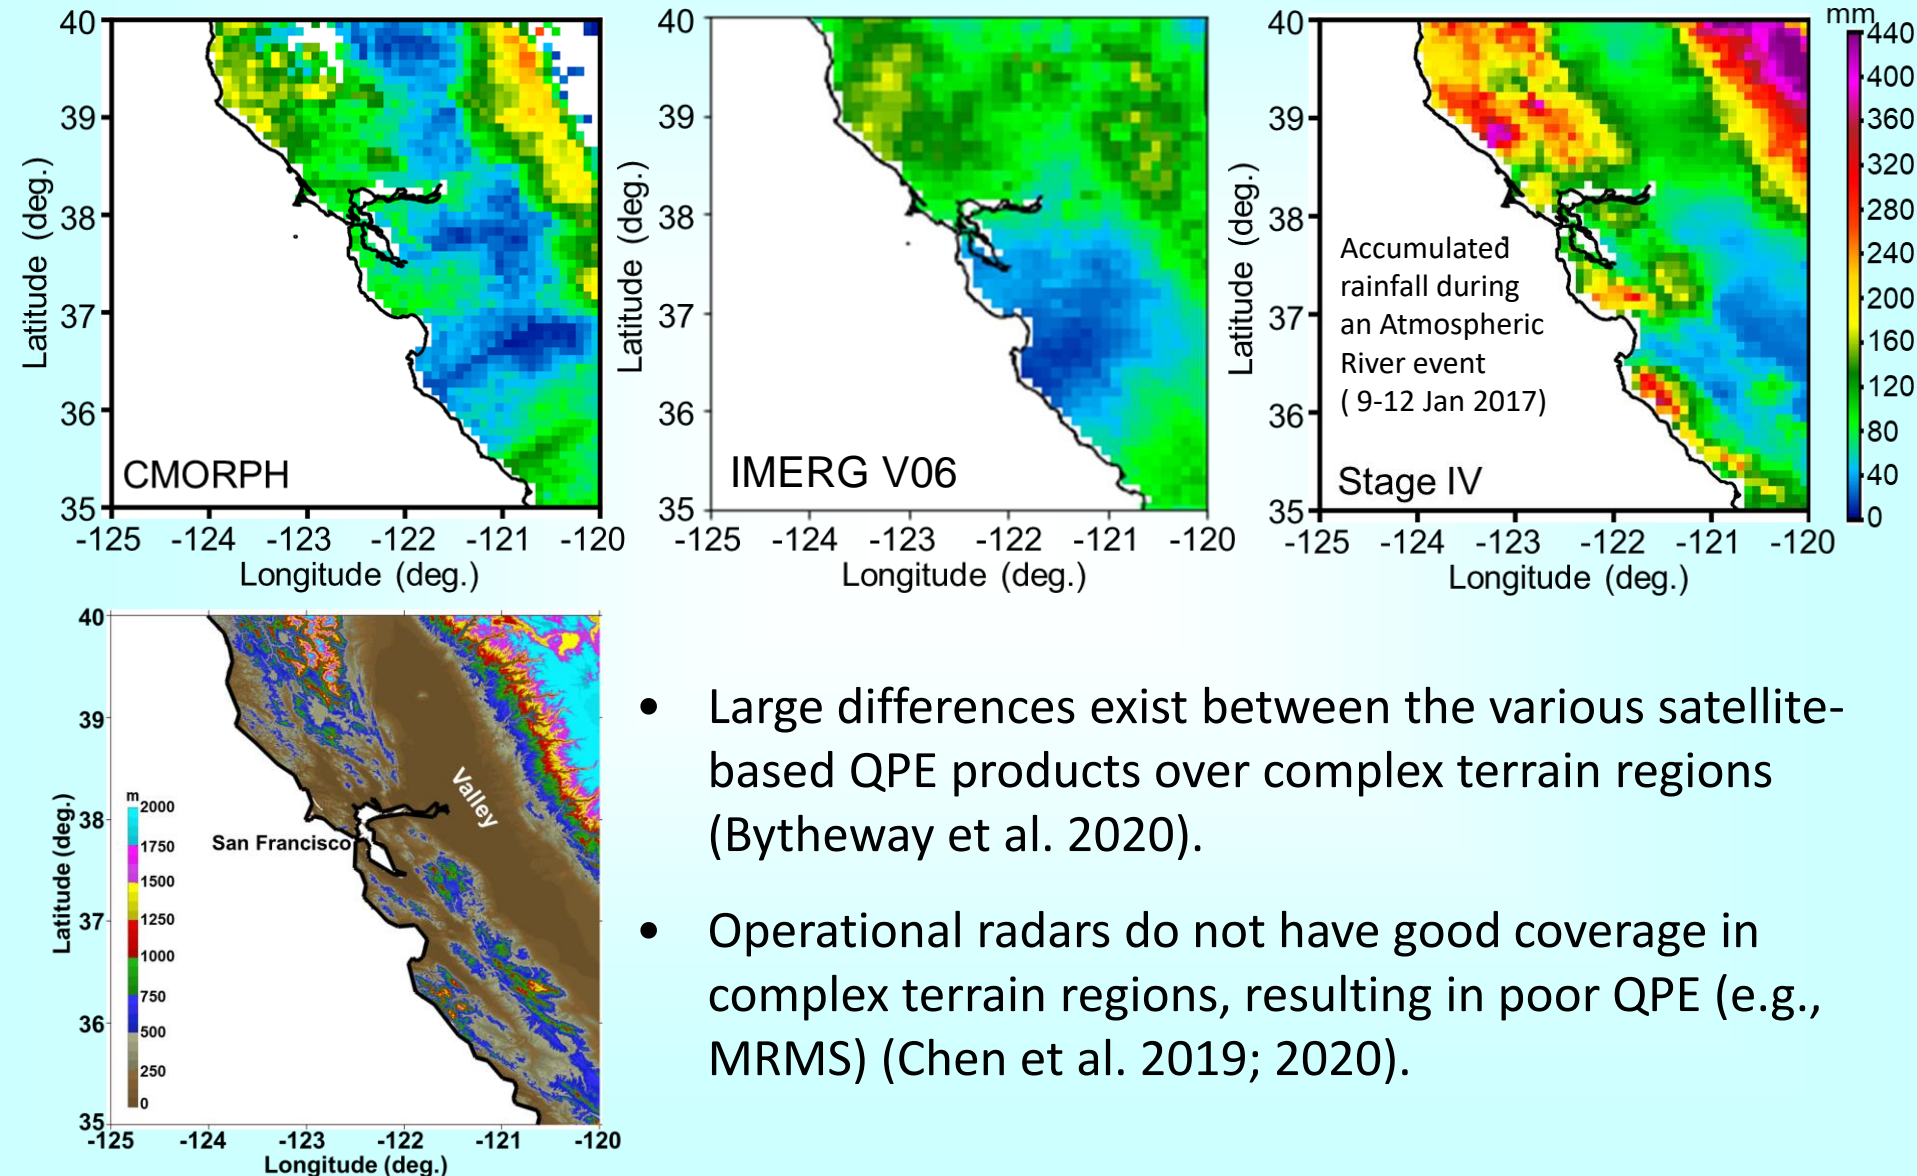 40
39
38
37
36
35
-125 -124 -123 -122 -121 -120
Latitude (deg.)
Longitude (deg.)
CMORPH
40
39
38
37
36
35
-125 -124 -123 -122 -121 -120
Latitude (deg.)
Longitude (deg.)
IMERG V06
40
39
38
37
36
35
-125 -124 -123 -122 -121 -120
Latitude (deg.)
Longitude (deg.)
Accumulated
rainfall during
an Atmospheric
River event
( 9-12 Jan 2017)
Stage IV
mm
440
400
360
320
280
240
200
160
120
80
40
0
40
39
38
37
36
35
-125 -124 -123 -122 -121 -120
Latitude (deg.)
Longitude (deg.)
Valley
San Francisco
m
2000
1750
1500
1250
1000
750
500
250
0
• Large differences exist between the various satellite-
based QPE products over complex terrain regions
(Bytheway et al. 2020).
• Operational radars do not have good coverage in
complex terrain regions, resulting in poor QPE (e.g.,
MRMS) (Chen et al. 2019; 2020).